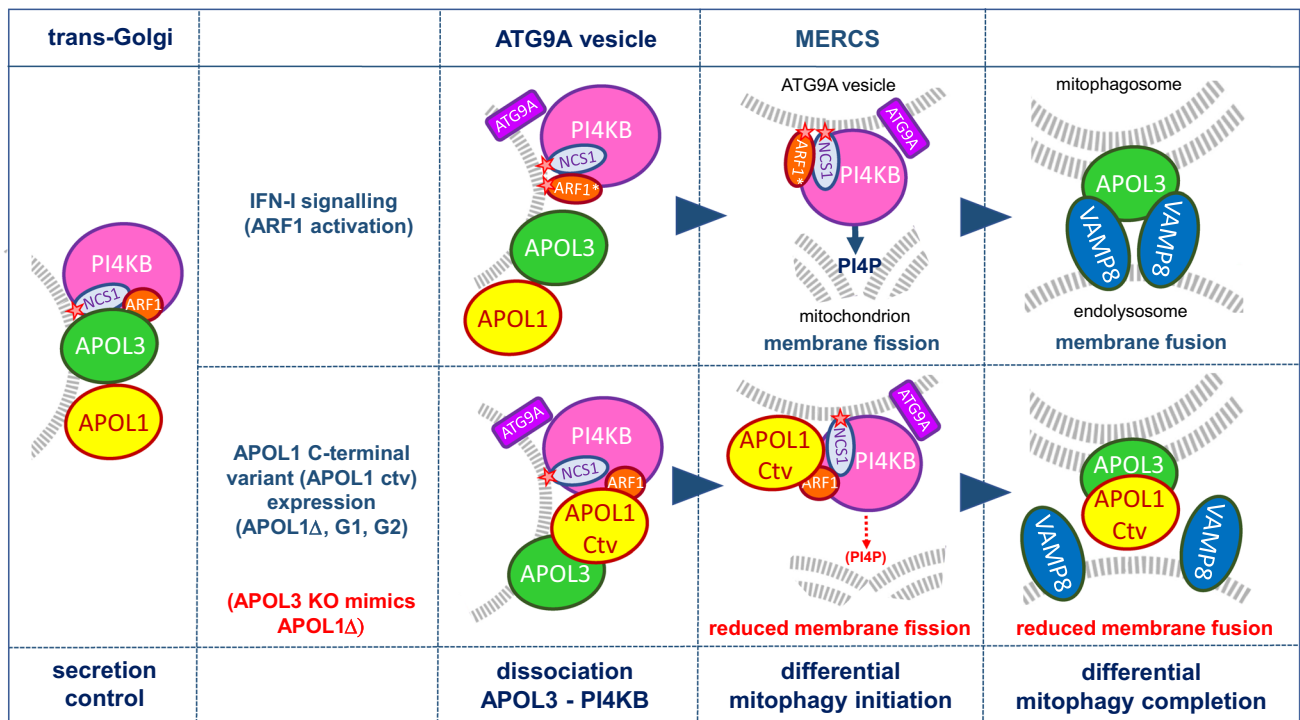 trans-Golgi
ATG9A vesicle
MERCS
PI4KB
NCS1
ARF1
APOL3
APOL1
IFN-I signalling
(ARF1 activation)
ATG9A
PI4KB
NCS1
ARF1*
APOL3
APOL1
ATG9A vesicle
ATG9A
ARF1*
NCS1
PI4KB
PI4P
mitochondrion
membrane fission
mitophagosome
APOL3
VAMP8
VAMP8
endolysosome
membrane fusion
APOL1 C-terminal
variant (APOL1 ctv)
expression
(APOL1Δ, G1, G2)
(APOL3 KO mimics
APOL1Δ)
ATG9A
PI4KB
NCS1
ARF1
APOL1
Ctv
APOL3
ATG9A
APOL1
Ctv
NCS1
PI4KB
ARF1
(PI4P)
reduced membrane fission
APOL3
APOL1
Ctv
VAMP8
VAMP8
reduced membrane fusion
secretion
control
dissociation
APOL3 - PI4KB
differential
mitophagy initiation
differential
mitophagy completion